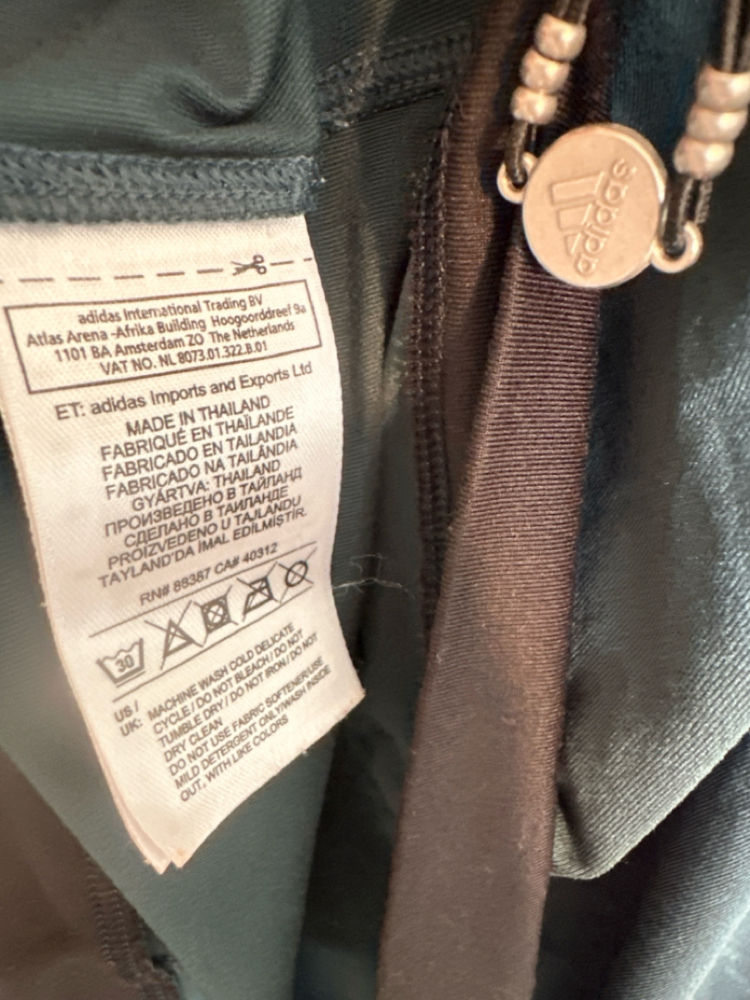 adidas International Trading BV
Atlas Arena -Afrika Building Hoogoorddreef 9a
1101 BA Amsterdam ZO The Netherlands
VAT NO. NL 8073.01.322.B.01
ET: adidas Imports and Exports Ltd
MADE IN THAILAND
FABRIQUÉ EN THAÏLANDE
FABRICADO EN TAILANDIA
FABRICADO NA TAILÂNDIA
GYÁRTVA: THAILAND
ПРОИЗВЕДЕНО В ТАЙЛАНД
СДЕЛАНО В ТАИЛАНДЕ
PROIZVEDENO U TAJLANDU
TAYLAND'DA İMAL EDİLMİŞTİR.
RN# 88387 CA# 40312
30
US / UK: MACHINE WASH COLD DELICATE
CYCLE / DO NOT BLEACH / DO NOT
TUMBLE DRY / DO NOT IRON / DO NOT
DRY CLEAN
DO NOT USE FABRIC SOFTENER/USE
MILD DETERGENT ONLY/WASH INSIDE
OUT, WITH LIKE COLORS
adidas